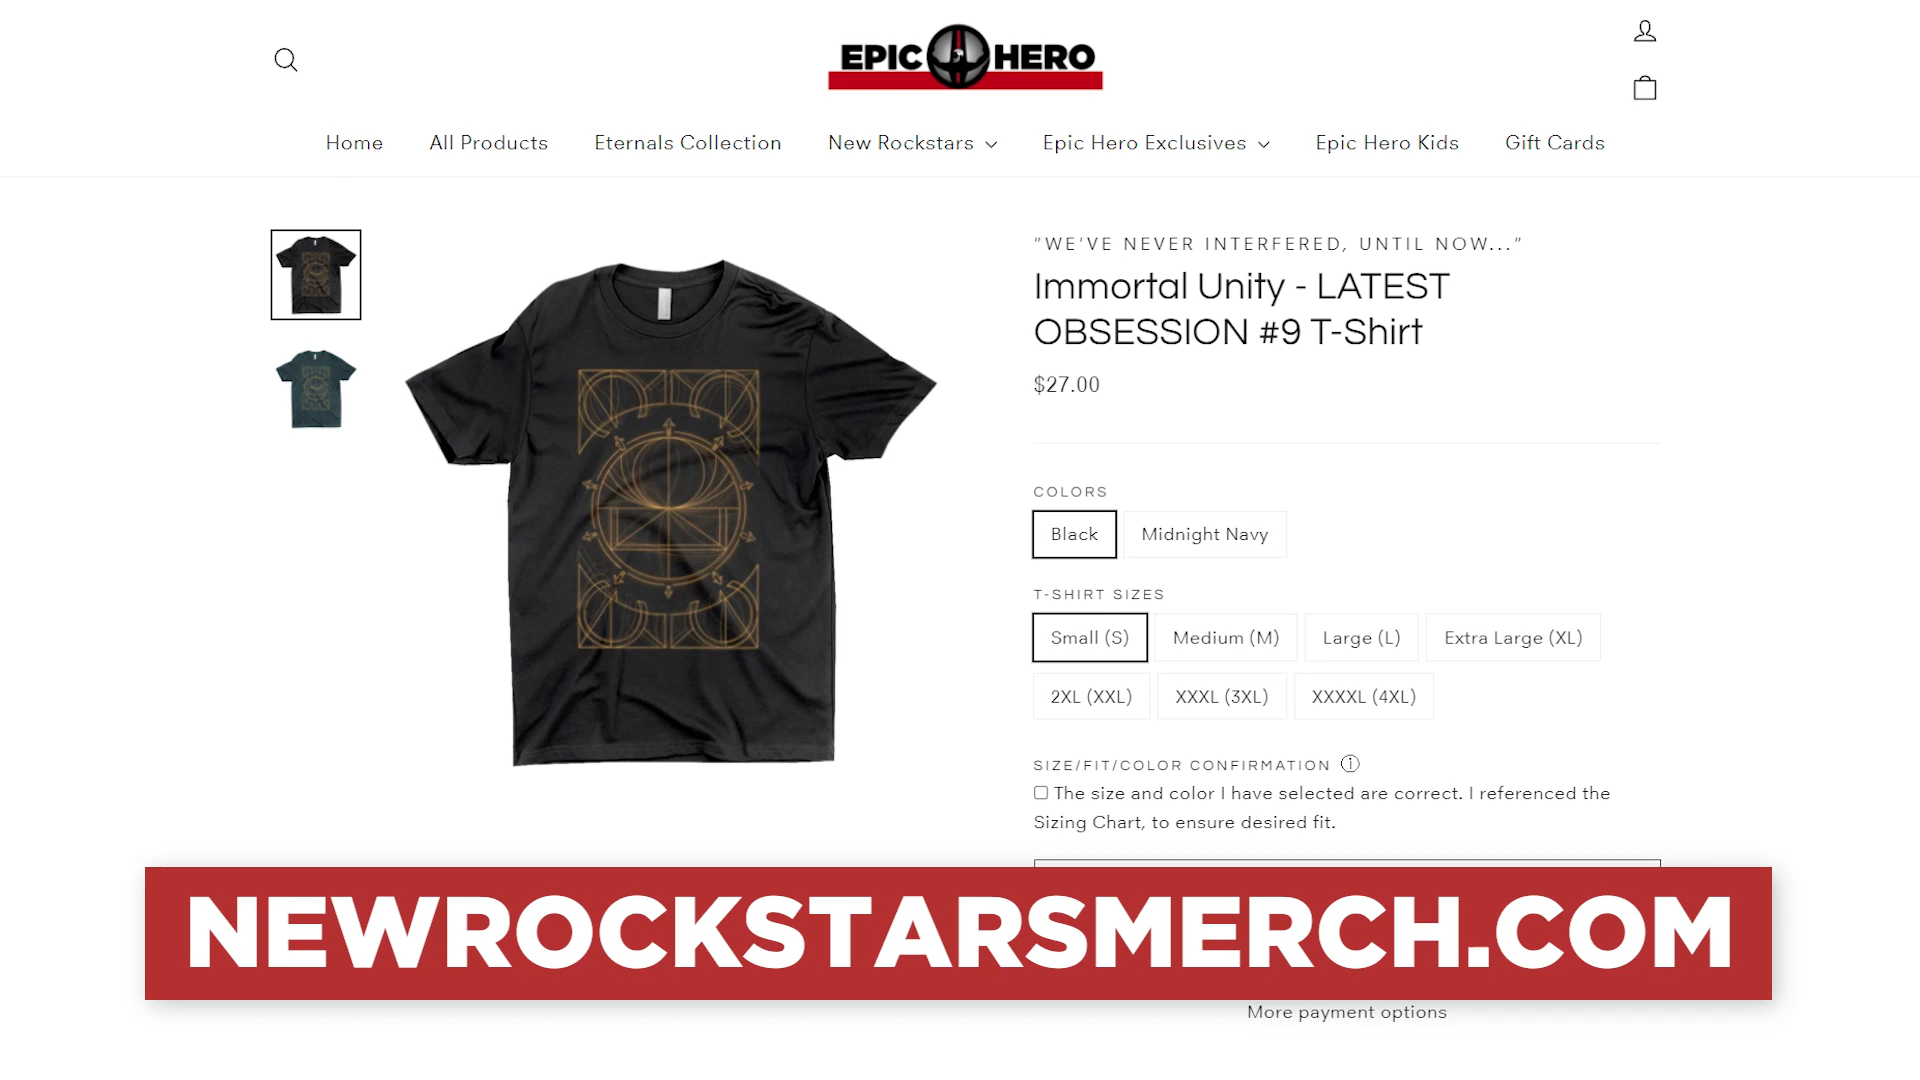 EPIC HERO
Home
All Products
Eternals Collection
New Rockstars
Epic Hero Exclusives
Epic Hero Kids
Gift Cards
"WE'VE NEVER INTERFERED, UNTIL NOW..."
Immortal Unity - LATEST
OBSESSION #9 T-Shirt
$27.00
COLORS
Black
Midnight Navy
T-SHIRT SIZES
Small (S)
Medium (M)
Large (L)
Extra Large (XL)
2XL (XXL)
XXXL (3XL)
XXXXL (4XL)
SIZE/FIT/COLOR CONFIRMATION
The size and color I have selected are correct. I referenced the
Sizing Chart, to ensure desired fit.
NEWROCKSTARSMERCH.COM
More payment options